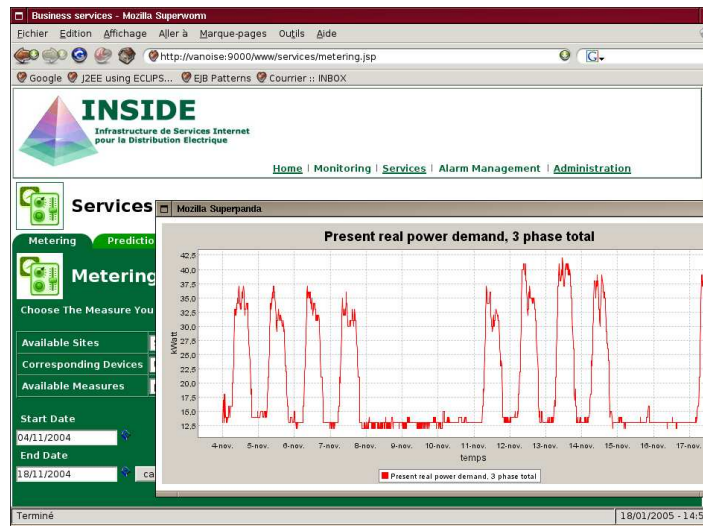 Business services - Mozilla Superworm
Eichier Edition Affichage Aller à Marque-pages Outils Aide
http://vanoise:9000/www/services/metering.jsp
G
Google J2EE using ECLIPS... EJB Patterns Courrier :: INBOX
INSIDE
Infrastructure de Services Internet
pour la Distribution Electrique
Home | Monitoring | Services | Alarm Management | Administration
Services
Mozilla Superpanda
Metering Predictio
Metering
Choose The Measure You
Available Sites
Corresponding Devices
Available Measures
Start Date
04/11/2004
End Date
18/11/2004 ca
Present real power demand, 3 phase total
42,5
40,0
37,5
35,0
32,5
30,0
27,5
25,0
22,5
20,0
17,5
15,0
12,5
kWatt
4-nov. 5-nov. 6-nov. 7-nov. 8-nov. 9-nov. 10-nov. 11-nov. 12-nov. 13-nov. 14-nov. 15-nov. 16-nov. 17-nov.
temps
Present real power demand, 3 phase total
Terminé 18/01/2005 - 14:5